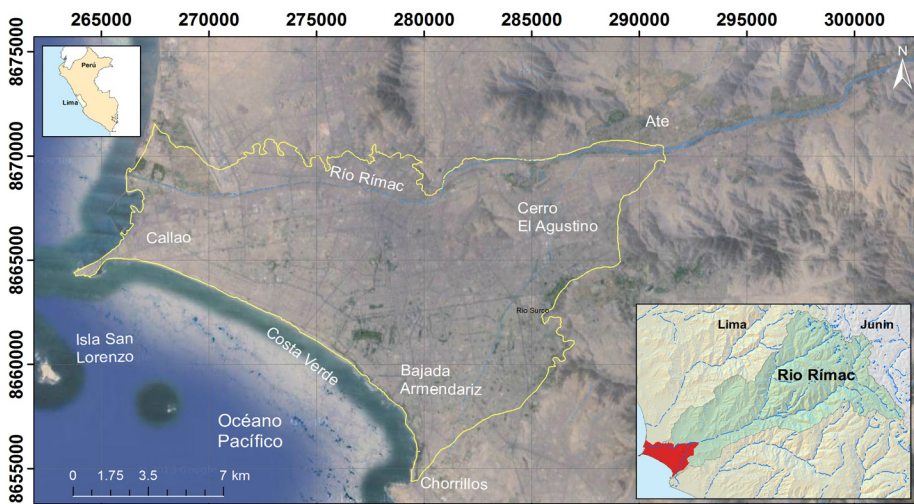 265000 270000 275000 280000 285000 290000 295000 300000
8675000
8670000
8665000
8660000
8655000
Perú
Lima
N
Ate
Río Rímac
Cerro
El Agustino
Callao
Río Surco
Isla San
Lorenzo
Costa Verde
Bajada
Armendariz
Océano
Pacífico
Chorrillos
0 1.75 3.5 7 km
Lima
Junin
Rio Rímac